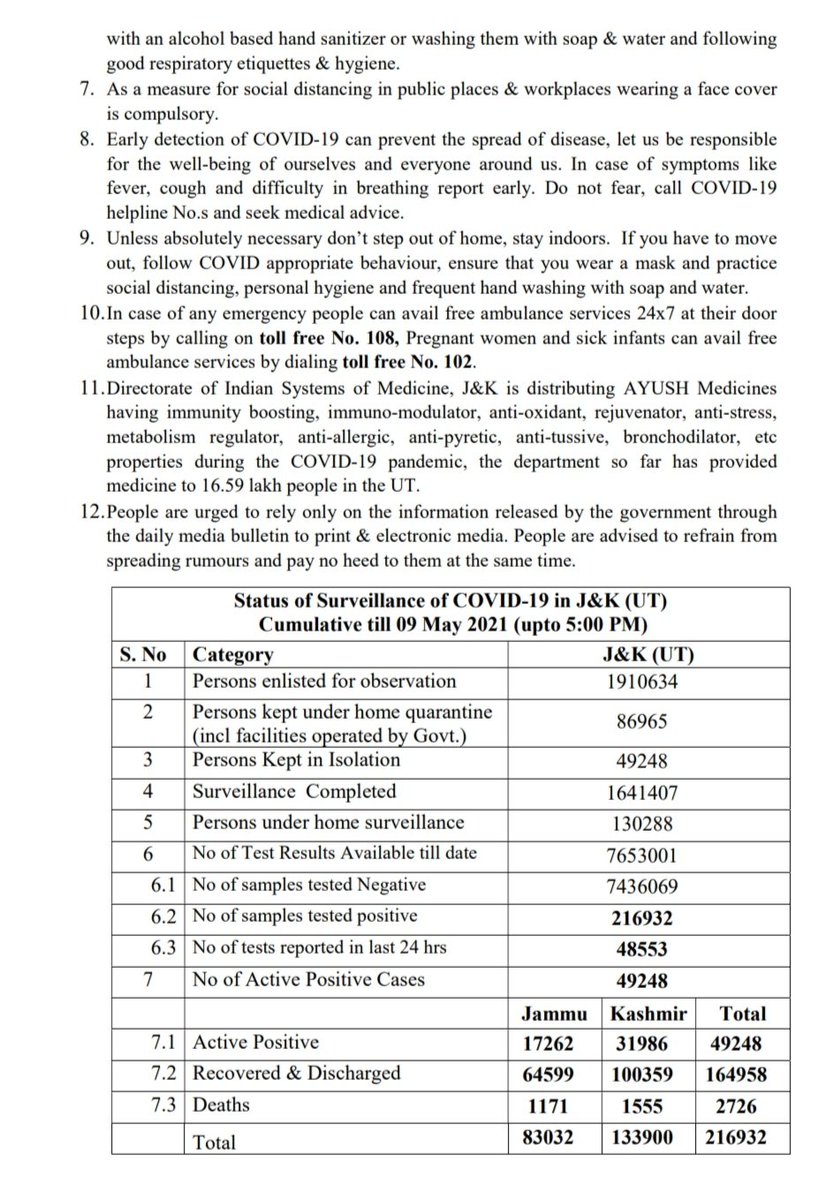 with an alcohol based hand sanitizer or washing them with soap & water and following
good respiratory etiquettes & hygiene.
7. As a measure for social distancing in public places & workplaces wearing a face cover
is compulsory.
8. Early detection of COVID-19 can prevent the spread of disease, let us be responsible
for the well-being of ourselves and everyone around us. In case of symptoms like
fever, cough and difficulty in breathing report early. Do not fear, call COVID-19
helpline No.s and seek medical advice.
9. Unless absolutely necessary don’t step out of home, stay indoors. If you have to move
out, follow COVID appropriate behaviour, ensure that you wear a mask and practice
social distancing, personal hygiene and frequent hand washing with soap and water.
10. In case of any emergency people can avail free ambulance services 24x7 at their door
steps by calling on toll free No. 108, Pregnant women and sick infants can avail free
ambulance services by dialing toll free No. 102.
11. Directorate of Indian Systems of Medicine, J&K is distributing AYUSH Medicines
having immunity boosting, immuno-modulator, anti-oxidant, rejuvenator, anti-stress,
metabolism regulator, anti-allergic, anti-pyretic, anti-tussive, bronchodilator, etc
properties during the COVID-19 pandemic, the department so far has provided
medicine to 16.59 lakh people in the UT.
12. People are urged to rely only on the information released by the government through
the daily media bulletin to print & electronic media. People are advised to refrain from
spreading rumours and pay no heed to them at the same time.
Status of Surveillance of COVID-19 in J&K (UT)
Cumulative till 09 May 2021 (upto 5:00 PM)
S. No Category J&K (UT)
1 Persons enlisted for observation 1910634
2 Persons kept under home quarantine
(incl facilities operated by Govt.) 86965
3 Persons Kept in Isolation 49248
4 Surveillance Completed 1641407
5 Persons under home surveillance 130288
6 No of Test Results Available till date 7653001
6.1 No of samples tested Negative 7436069
6.2 No of samples tested positive 216932
6.3 No of tests reported in last 24 hrs 48553
7 No of Active Positive Cases 49248
Jammu Kashmir Total
7.1 Active Positive 17262 31986 49248
7.2 Recovered & Discharged 64599 100359 164958
7.3 Deaths 1171 1555 2726
Total 83032 133900 216932